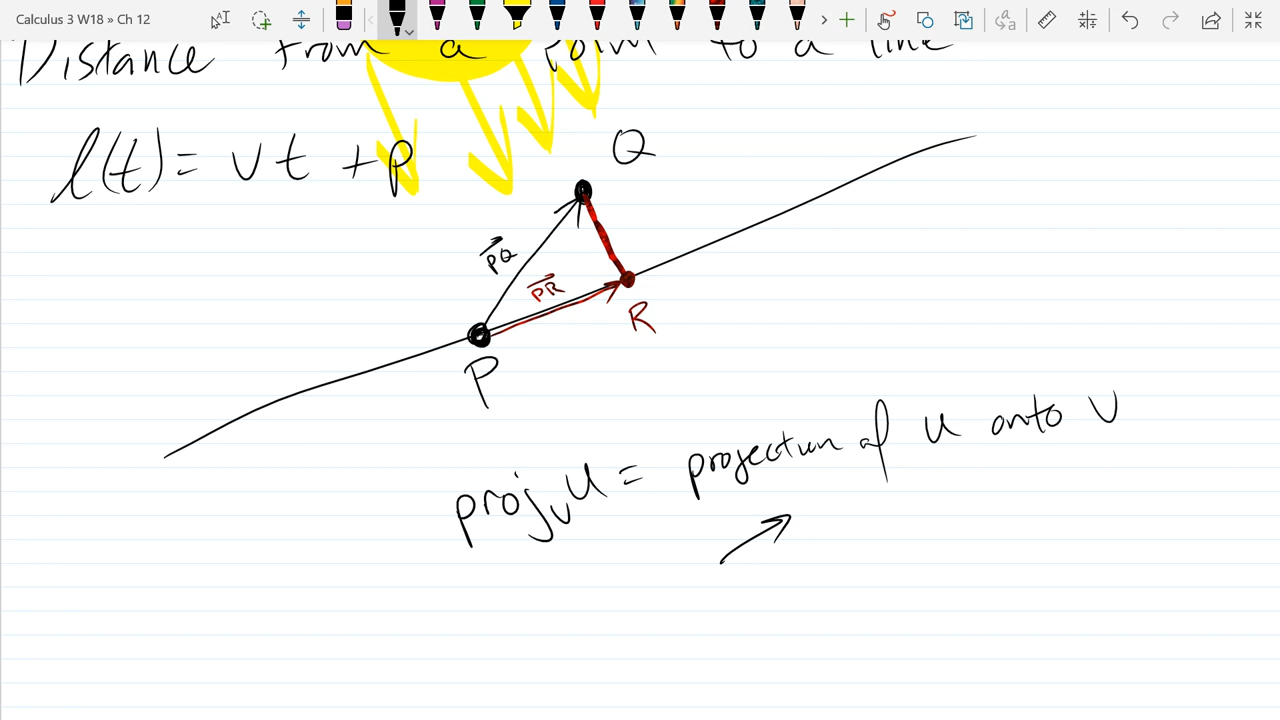 Calculus 3 W18 » Ch 12
Distance from a point to a line
l(t) = vt + p
Q
PQ
PR
R
P
proj_v u = projection of u onto v